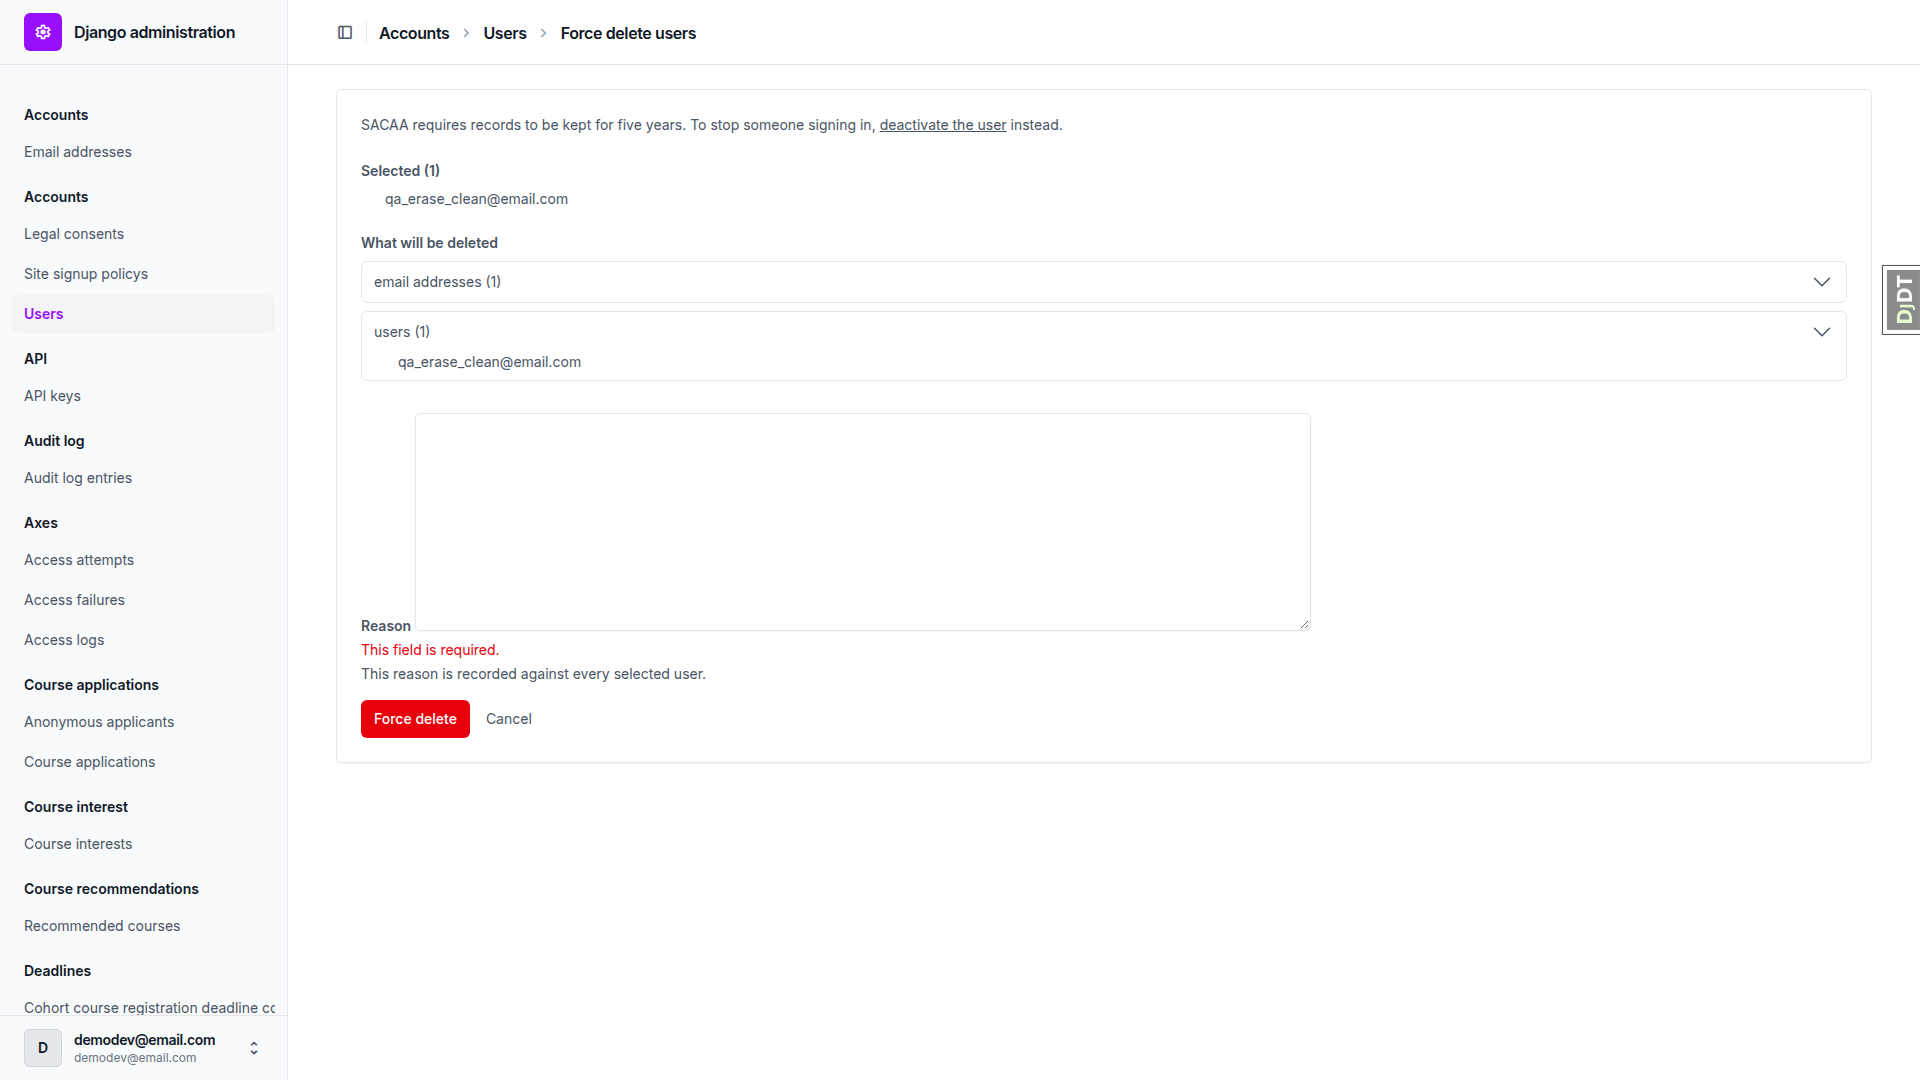 Django administration
Accounts
Email addresses
Accounts
Legal consents
Site signup policys
Users
API
API keys
Audit log
Audit log entries
Axes
Access attempts
Access failures
Access logs
Course applications
Anonymous applicants
Course applications
Course interest
Course interests
Course recommendations
Recommended courses
Deadlines
Cohort course registration deadline cc
D
demodev@email.com
demodev@email.com
Accounts > Users > Force delete users
SACAA requires records to be kept for five years. To stop someone signing in, deactivate the user instead.
Selected (1)
qa_erase_clean@email.com
What will be deleted
email addresses (1)
users (1)
qa_erase_clean@email.com
Reason
This field is required.
This reason is recorded against every selected user.
Force delete Cancel
DjDT